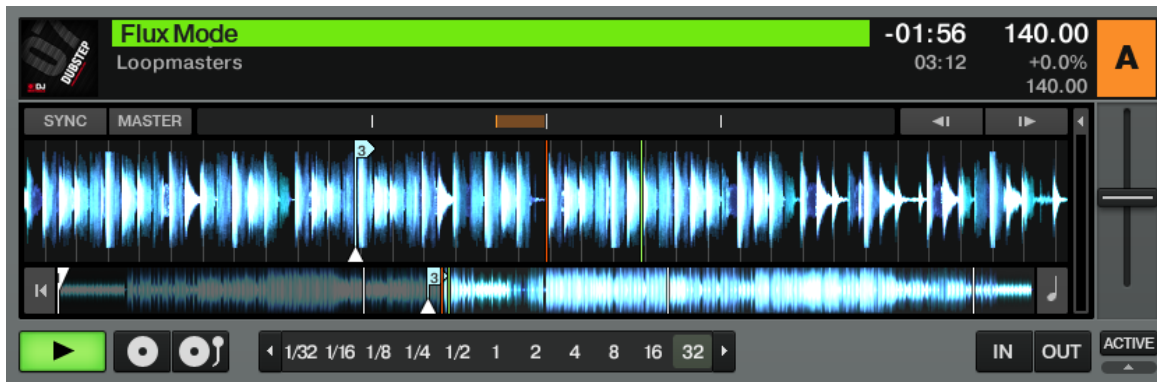 07
DJ DUBSTEP
Flux Mode
Loopmasters
-01:56
03:12
140.00
+0.0%
140.00
A
SYNC MASTER
3
3
1/32 1/16 1/8 1/4 1/2 1 2 4 8 16 32
IN OUT
ACTIVE